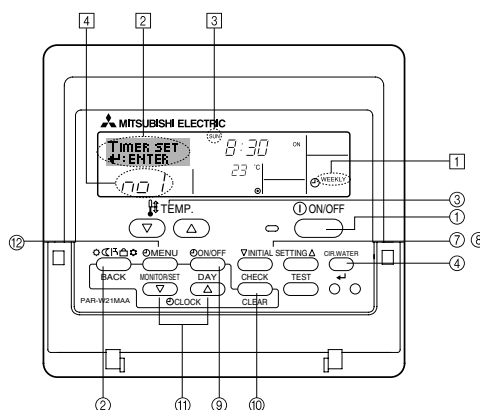 4 2 3
MITSUBISHI ELECTRIC
TIMER SET
↵:ENTER
SUN
8:30
ON
23 °C
WEEKLY
1
no1
TEMP.
ON/OFF
③
①
⑫
MENU
ON/OFF
▽INITIAL SETTING△
CIR.WATER
⑦ ⑧
BACK
MONITOR/SET
DAY
CHECK
TEST
↵
④
PAR-W21MAA
▽ △
CLOCK
CLEAR
② ⑪ ⑨ ⑩